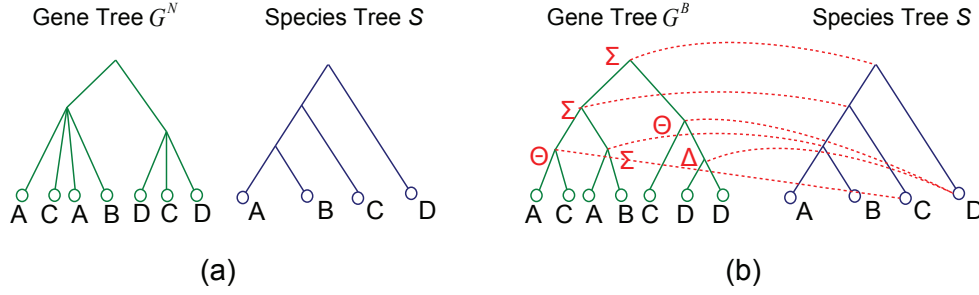 Gene Tree G^N Species Tree S
A C A B D C D
A B C D
(a)
Gene Tree G^B Species Tree S
Σ
Σ
Θ
Θ Σ Δ
A C A B C D D
A B C D
(b)